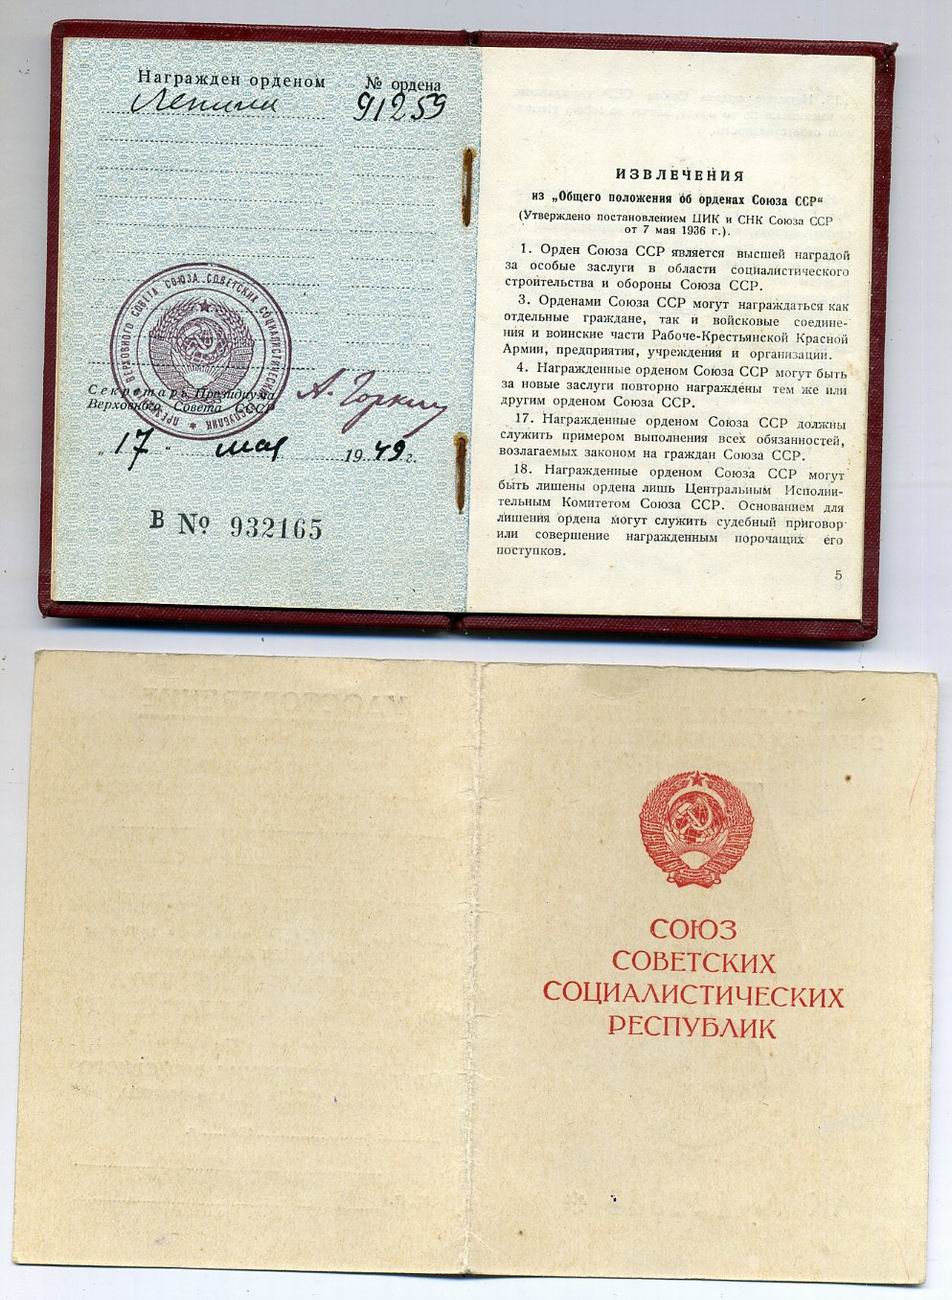 Награжден орденом
№ ордена
Ленина
91259
ПРЕЗИДИУМ ВЕРХОВНОГО СОВЕТА СОЮЗА СОВЕТСКИХ СОЦИАЛИСТИЧЕСКИХ РЕСПУБЛИК
Секретарь Президиума
Верховного Совета СССР
А. Горкин
„17“ мая 1949 г.
В № 932165
ИЗВЛЕЧЕНИЯ
из „Общего положения об орденах Союза ССР“
(Утверждено постановлением ЦИК и СНК Союза ССР
от 7 мая 1936 г.).
1. Орден Союза ССР является высшей наградой
за особые заслуги в области социалистического
строительства и обороны Союза ССР.
3. Орденами Союза ССР могут награждаться как
отдельные граждане, так и войсковые соедине-
ния и воинские части Рабоче-Крестьянской Красной
Армии, предприятия, учреждения и организации.
4. Награжденные орденом Союза ССР могут быть
за новые заслуги повторно награждены тем же или
другим орденом Союза ССР.
17. Награжденные орденом Союза ССР должны
служить примером выполнения всех обязанностей,
возлагаемых законом на граждан Союза ССР.
18. Награжденные орденом Союза ССР могут
быть лишены ордена лишь Центральным Исполни-
тельным Комитетом Союза ССР. Основанием для
лишения ордена могут служить судебный приговор
или совершение награжденным порочащих его
поступков.
5
СОЮЗ
СОВЕТСКИХ
СОЦИАЛИСТИЧЕСКИХ
РЕСПУБЛИК